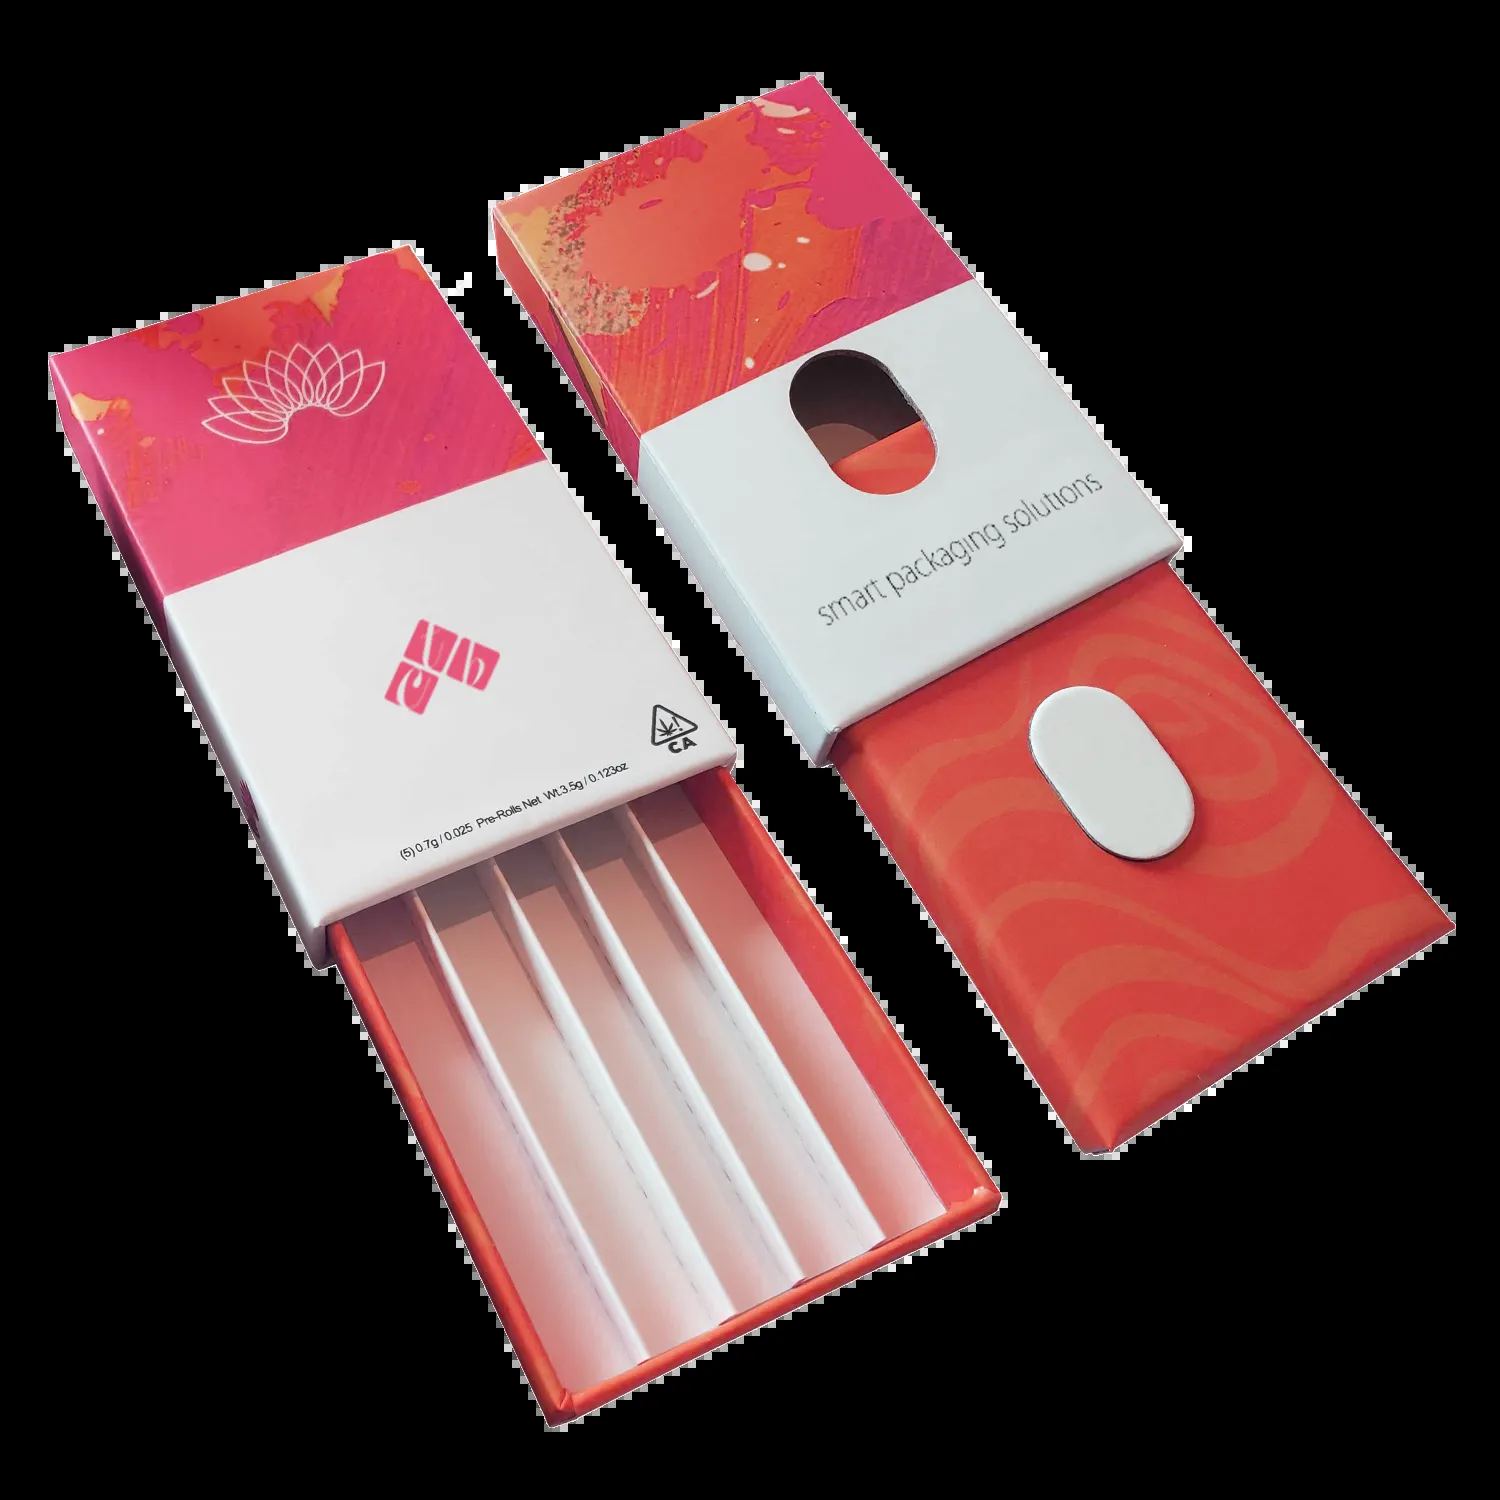 CA
(5) 0.7g / 0.025 Pre-Rolls Net Wt.3.5g / 0.123oz
smart packaging solutions